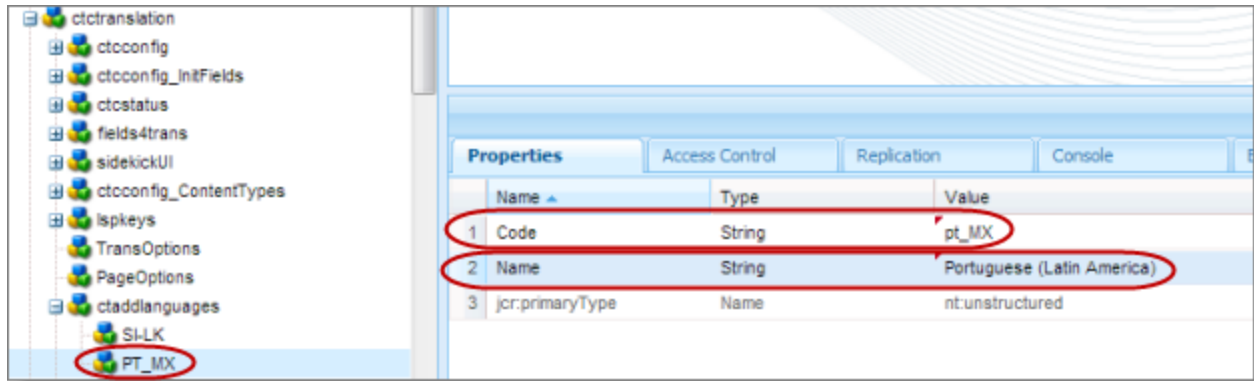 ctctranslation
ctcconfig
ctcconfig_InitFields
ctcstatus
fields4trans
sidekickUI
ctcconfig_ContentTypes
lspkeys
TransOptions
PageOptions
ctaddlanguages
SI-LK
PT_MX
Properties Access Control Replication Console
Name Type Value
1 Code String pt_MX
2 Name String Portuguese (Latin America)
3 jcr:primaryType Name nt:unstructured